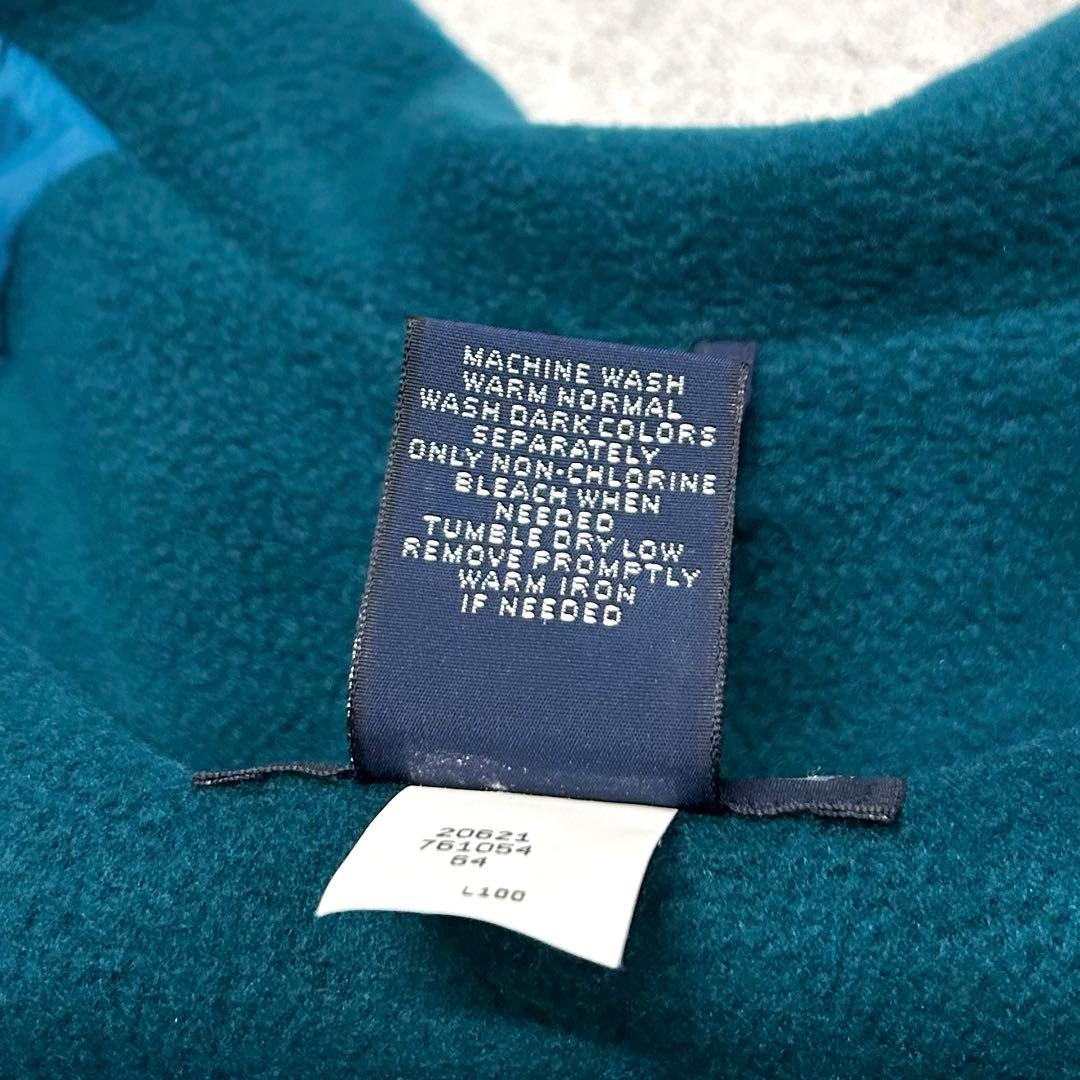 MACHINE WASH
WARM NORMAL
WASH DARK COLORS
SEPARATELY
ONLY NON-CHLORINE
BLEACH WHEN
NEEDED
TUMBLE DRY LOW
REMOVE PROMPTLY
WARM IRON
IF NEEDED
20621
761054
64
L100